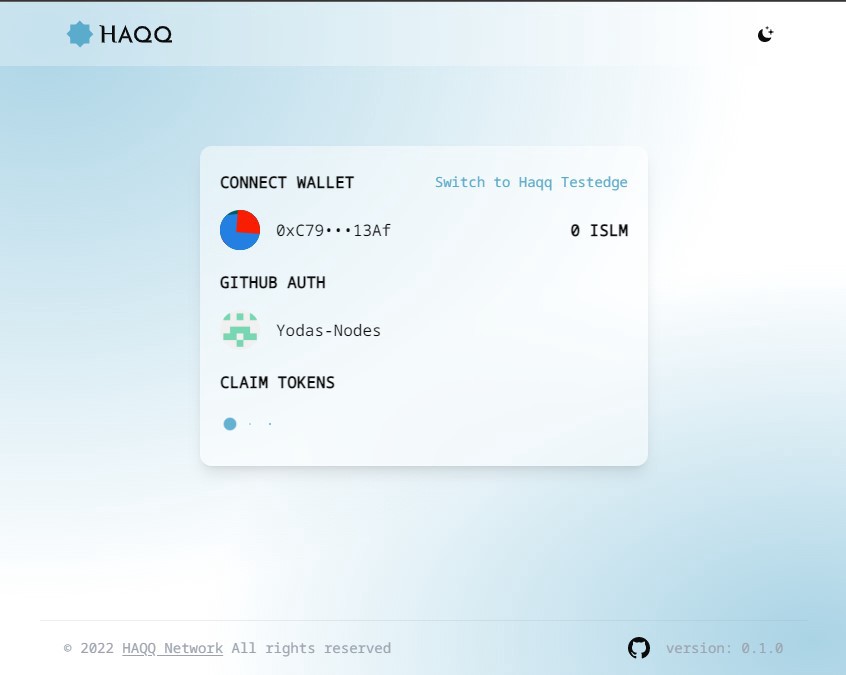 HAQQ
CONNECT WALLET Switch to Haqq Testedge
0xC79•••13Af 0 ISLM
GITHUB AUTH
Yodas-Nodes
CLAIM TOKENS
© 2022 HAQQ Network All rights reserved version: 0.1.0